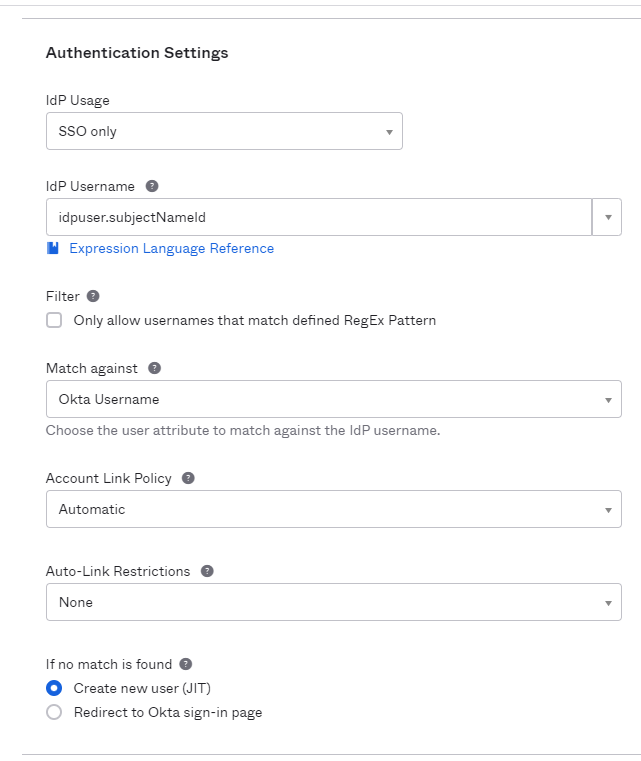 Authentication Settings
IdP Usage
SSO only
IdP Username
idpuser.subjectNameId
Expression Language Reference
Filter
Only allow usernames that match defined RegEx Pattern
Match against
Okta Username
Choose the user attribute to match against the IdP username.
Account Link Policy
Automatic
Auto-Link Restrictions
None
If no match is found
Create new user (JIT)
Redirect to Okta sign-in page